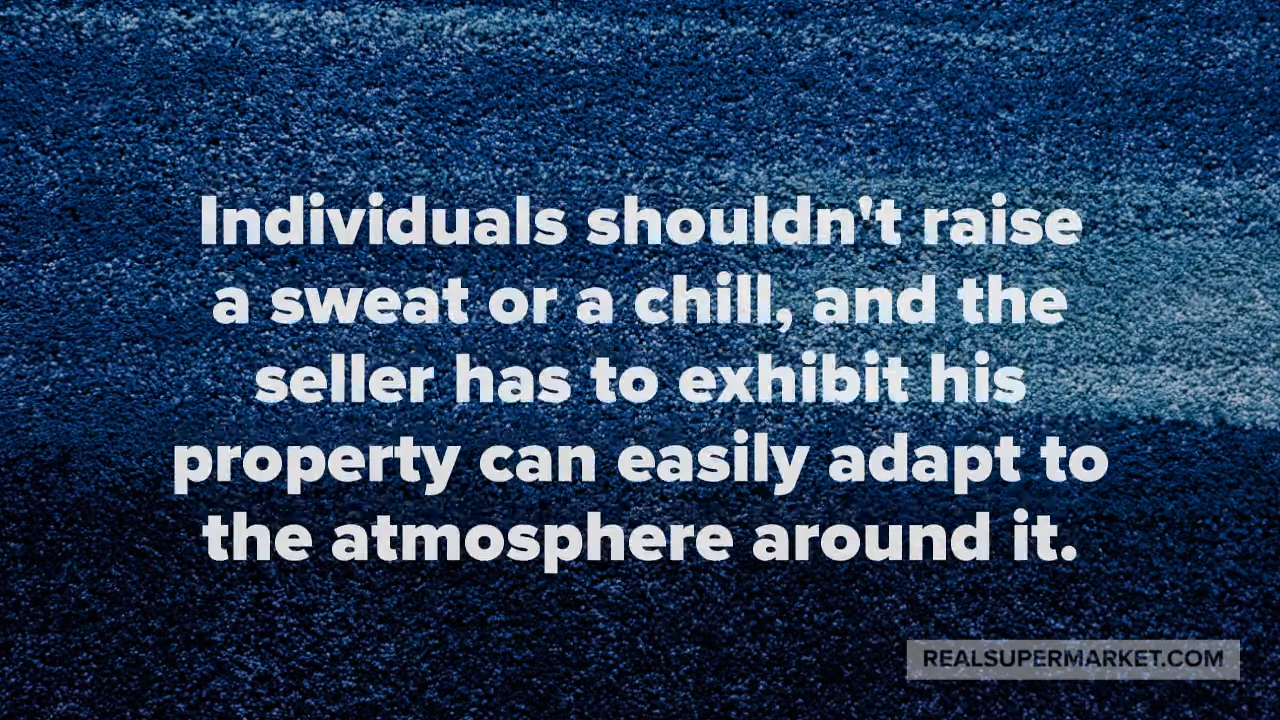 Individuals shouldn't raise
a sweat or a chill, and the
seller has to exhibit his
property can easily adapt to
the atmosphere around it.
REALSUPERMARKET.COM